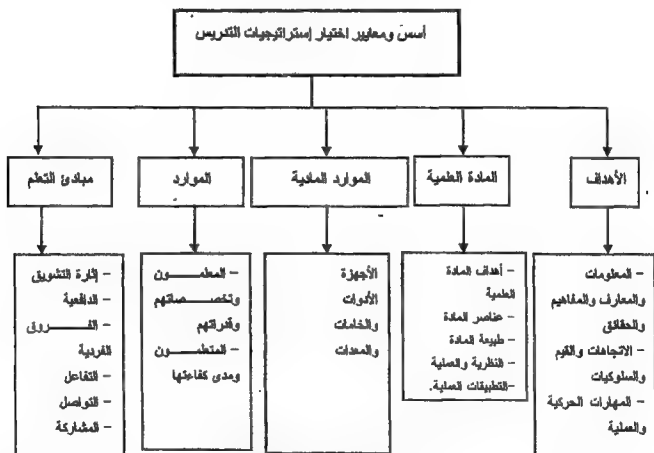 أسس ومعايير اختيار إستراتيجيات التدريس
الأهداف
المادة العلمية
الموارد المادية
الموارد
مبادئ التعلم
– المعلومات
والمعارف والمفاهيم
والحقائق
– الاتجاهات والقيم
والسلوكيات
– المهارات الحركية
والعملية
– أهداف المادة
العلمية
– عناصر المادة
– طبيعة المادة
– النظرية والعملية
–التطبيقات العملية.
الأجهزة
الأدوات
والخامات
والمعدات
– المعلمون
وتخصصاتهم
وقدراتهم
– المتعلمون
ومدى كفاءتها
– إثارة التشويق
– الدافعية
– الفروق
الفردية
– التفاعل
– التواصل
– المشاركة